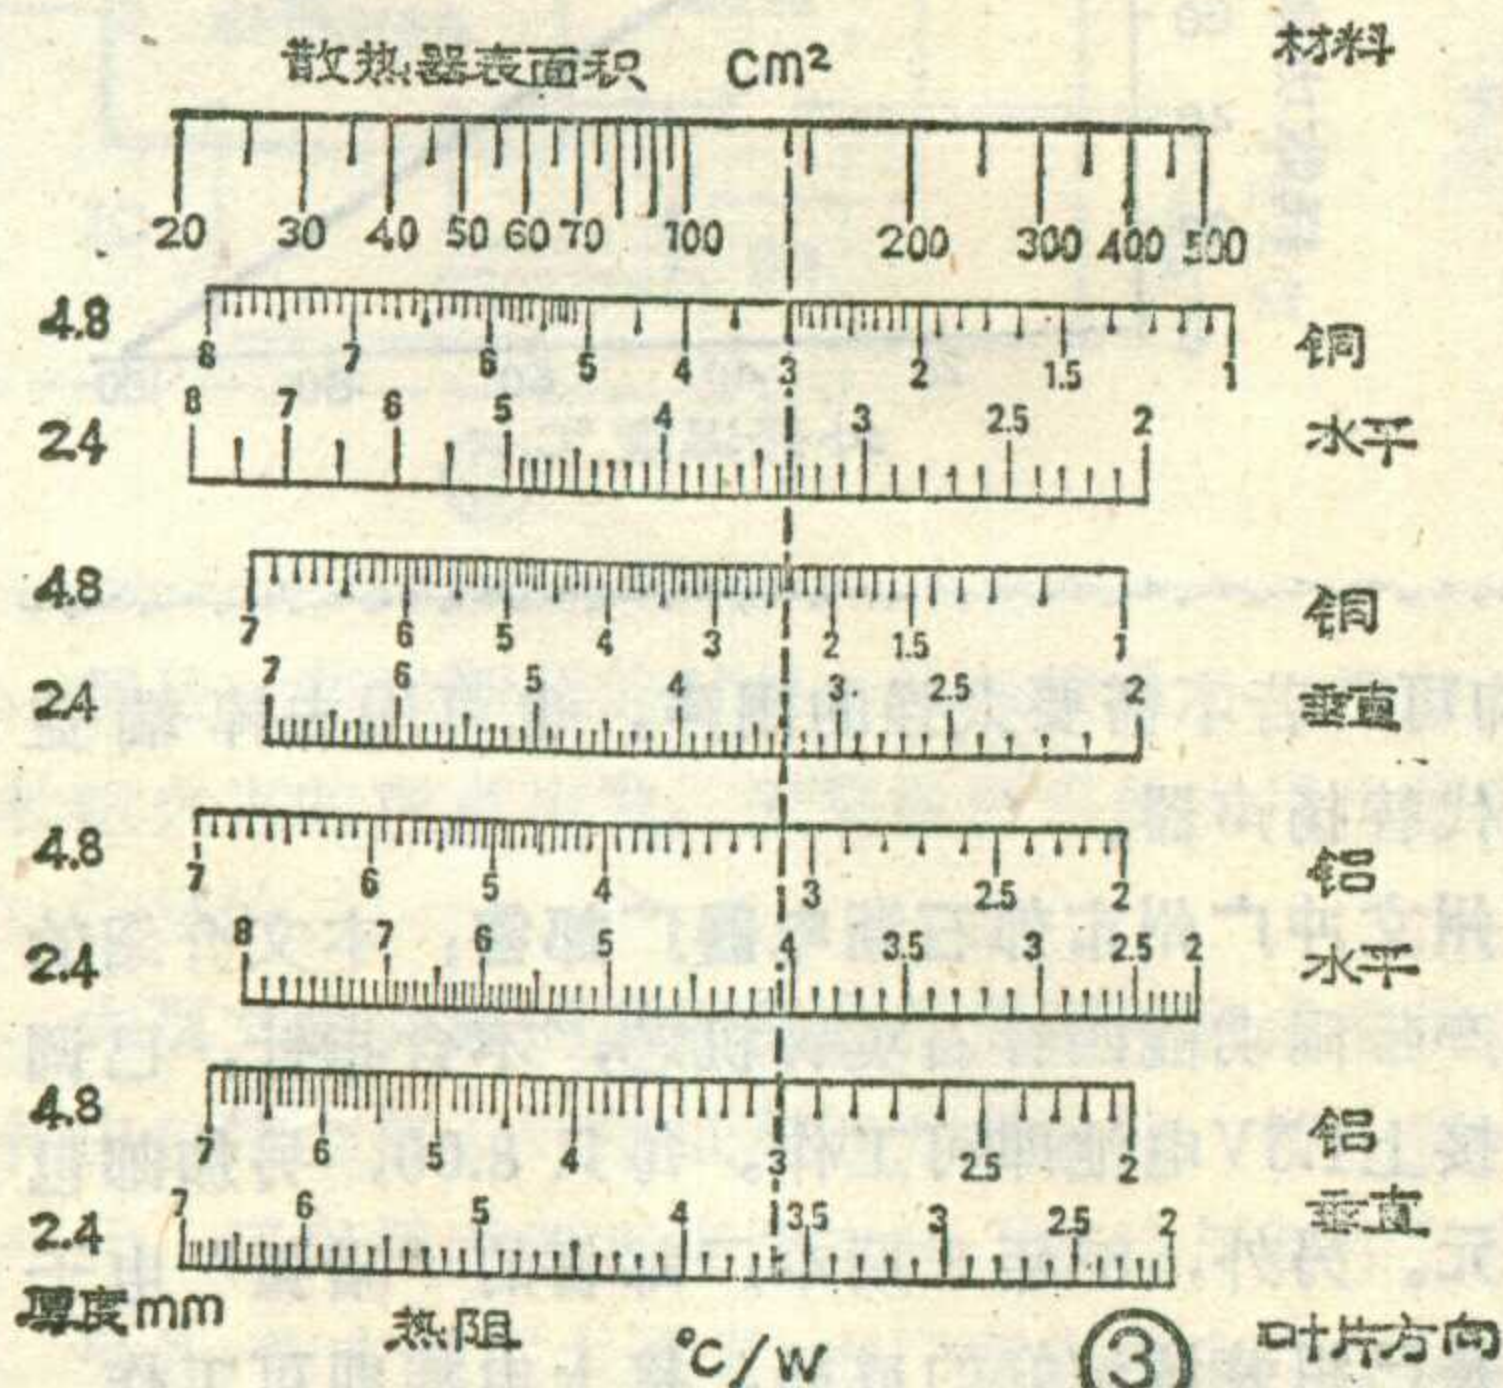 散热器表面积 Cm² 材料
20 30 40 50 60 70 100 200 300 400 500
4.8 8 7 6 5 4 3 2 1.5 1 铜
2.4 8 7 6 5 4 3 2.5 2 水平
4.8 7 6 5 4 3 2 1.5 1 铜
2.4 7 6 5 4 3 2.5 2 垂直
4.8 7 6 5 4 3 2.5 2 铝
2.4 8 7 6 5 4 3.5 3 2.5 2 水平
4.8 7 6 5 4 3 2.5 2 铝
2.4 7 6 5 4 3.5 3 2.5 2 垂直
厚度mm 热阻 °C/W ③ 叶片方向